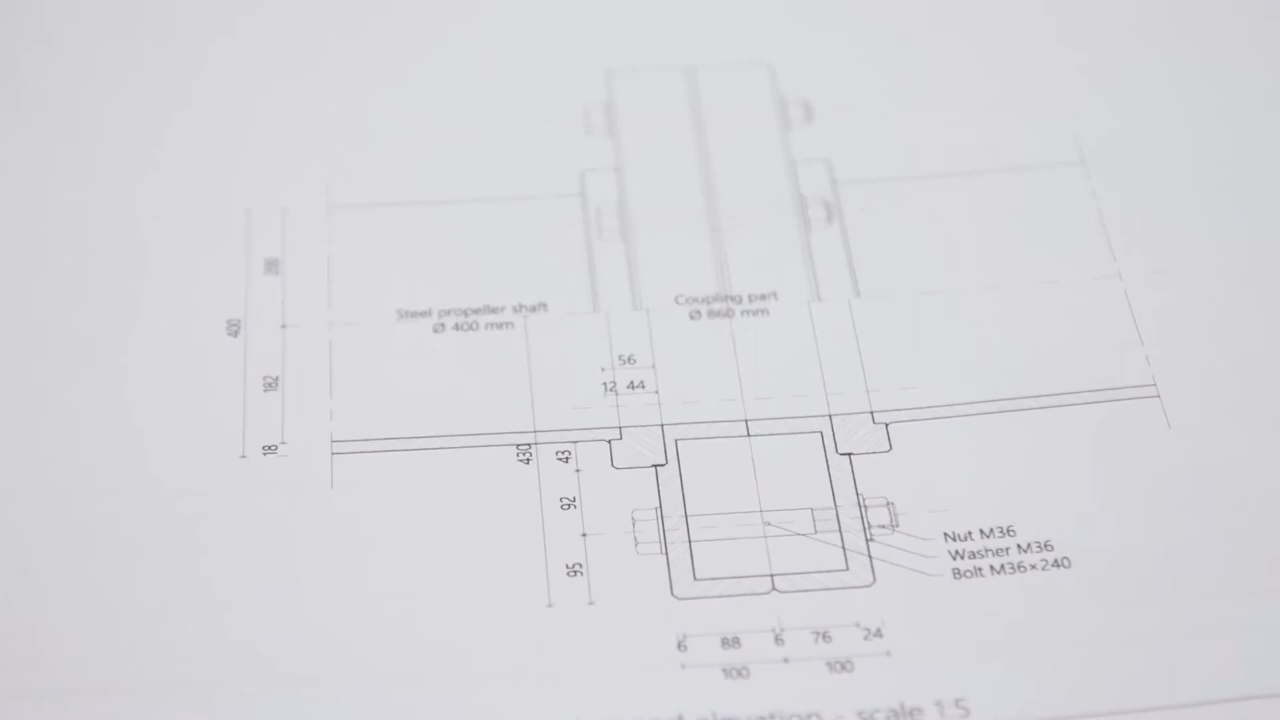 400
182
18
Steel propeller shaft
Ø 400 mm
Coupling part
Ø 860 mm
56
12 44
430
43
92
95
Nut M36
Washer M36
Bolt M36×240
6 88 6 76 24
100 100
elevation - scale 1:5